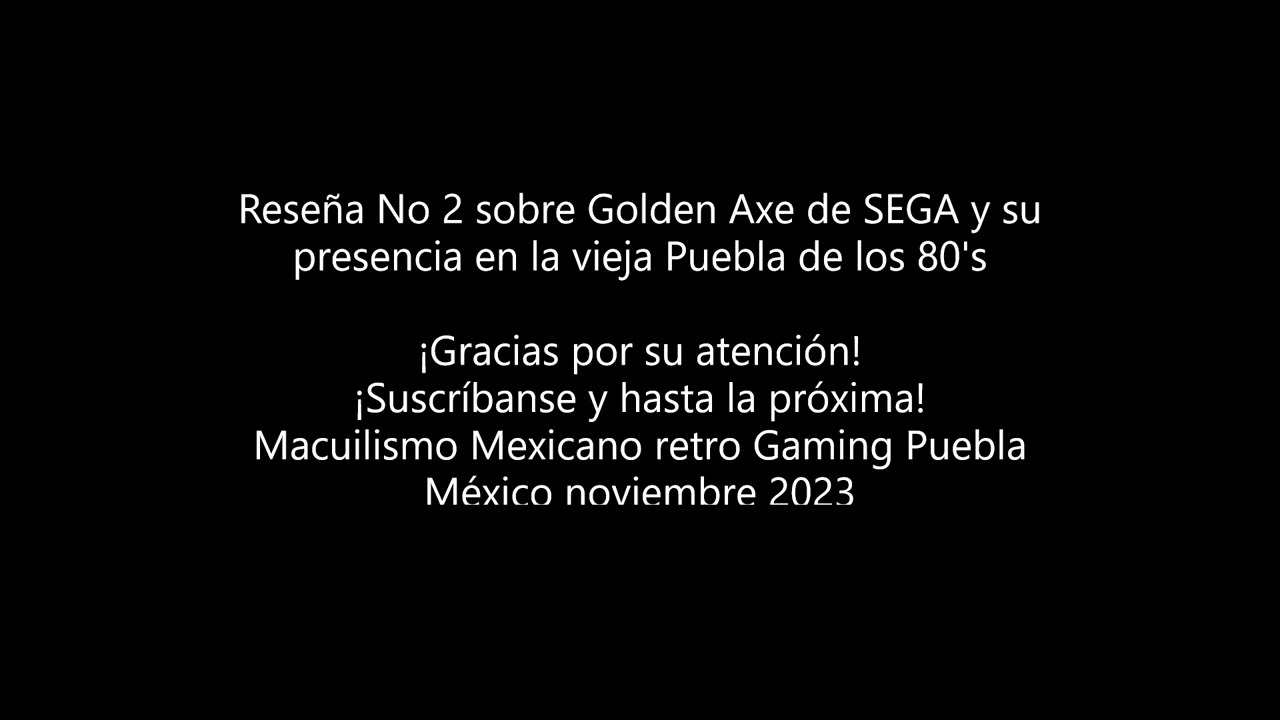 Reseña No 2 sobre Golden Axe de SEGA y su
presencia en la vieja Puebla de los 80's
¡Gracias por su atención!
¡Suscríbanse y hasta la próxima!
Macuilismo Mexicano retro Gaming Puebla
México noviembre 2023